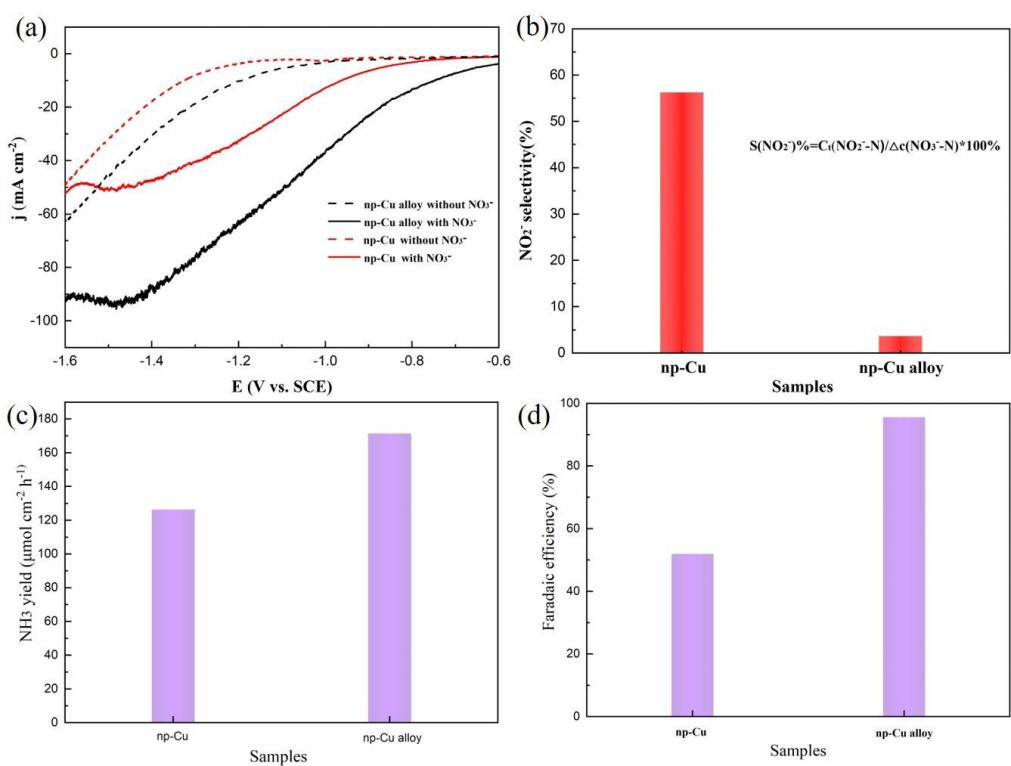 (a)
0
-20
-40
-60
-80
-100
j (mA cm⁻²)
np-Cu alloy without NO₃⁻
np-Cu alloy with NO₃⁻
np-Cu without NO₃⁻
np-Cu with NO₃⁻
-1.6 -1.4 -1.2 -1.0 -0.8 -0.6
E (V vs. SCE)
(b)
70
60
50
40
30
20
10
0
NO₂⁻ selectivity(%)
S(NO₂⁻)%=Cₜ(NO₂⁻-N)/△c(NO₃⁻-N)*100%
np-Cu np-Cu alloy
Samples
(c)
180
160
140
120
100
80
60
40
20
0
NH3 yield (μmol cm⁻² h⁻¹)
np-Cu np-Cu alloy
Samples
(d)
100
80
60
40
20
0
Faradaic efficiency (%)
np-Cu np-Cu alloy
Samples